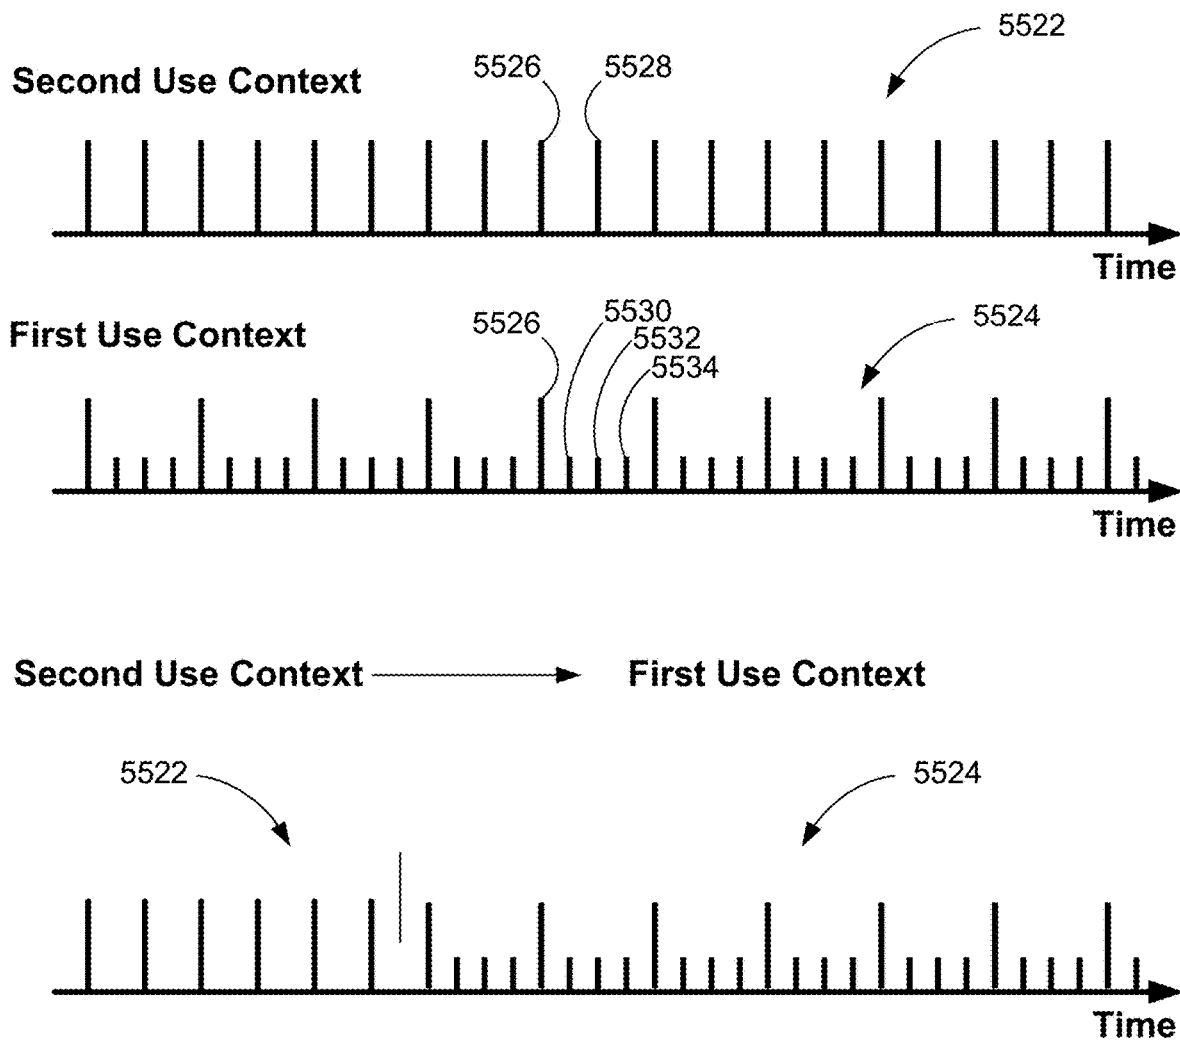 5522
Second Use Context
5526
5528
Time
First Use Context
5526
5530
5532
5534
5524
Time
Second Use Context
First Use Context
5522
5524
Time